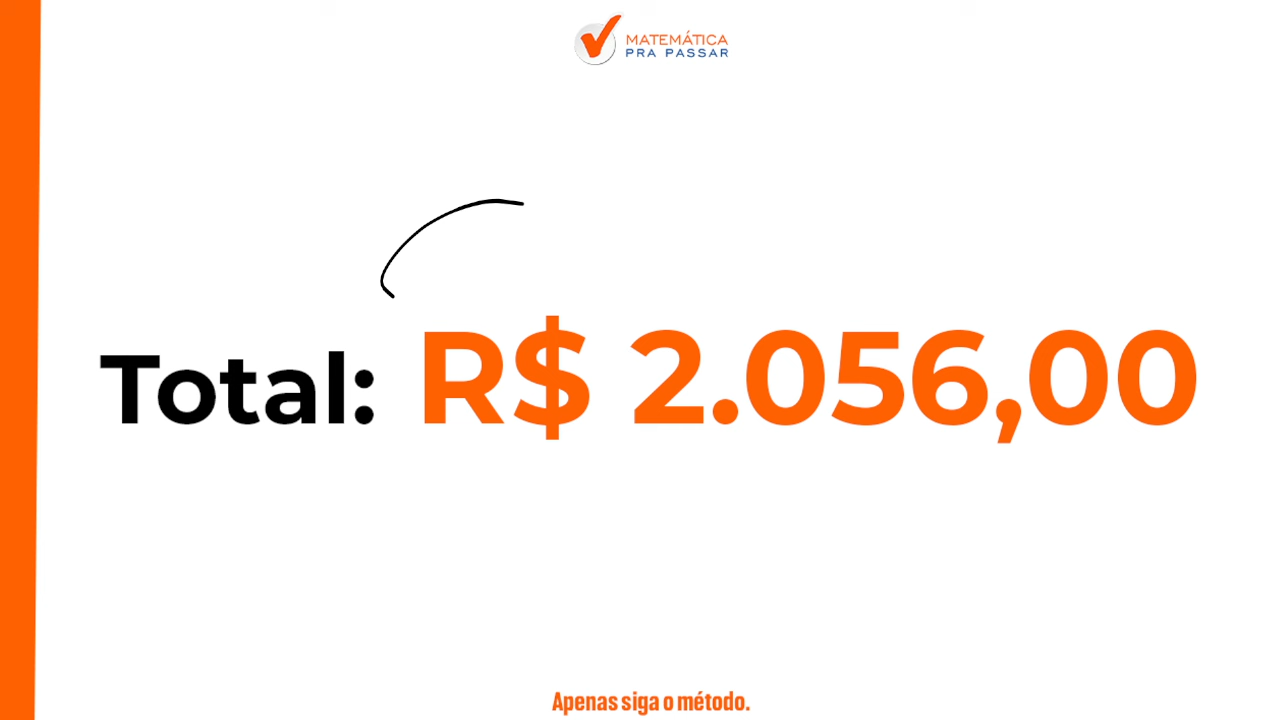 MATEMÁTICA
PRA PASSAR
Total: R$ 2.056,00
Apenas siga o método.